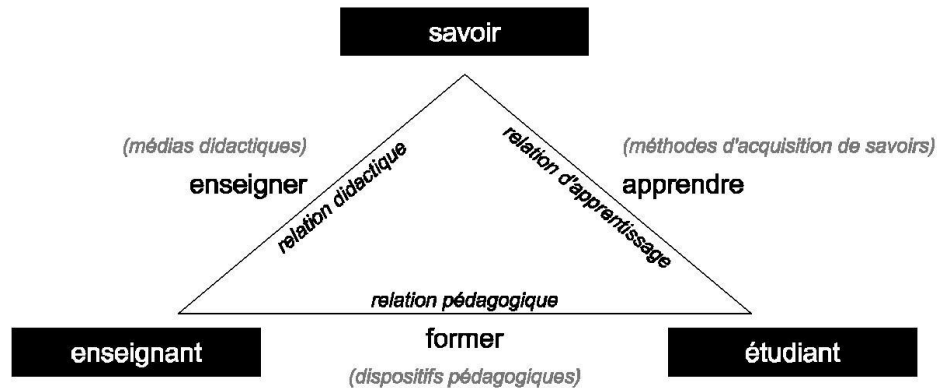 savoir
(médias didactiques)
enseigner
relation didactique
relation d'apprentissage
(méthodes d'acquisition de savoirs)
apprendre
relation pédagogique
enseignant
former
étudiant
(dispositifs pédagogiques)